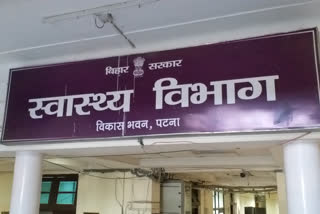 बिहार सरकार
स्वास्थ्य विभाग
विकास भवन, पटना